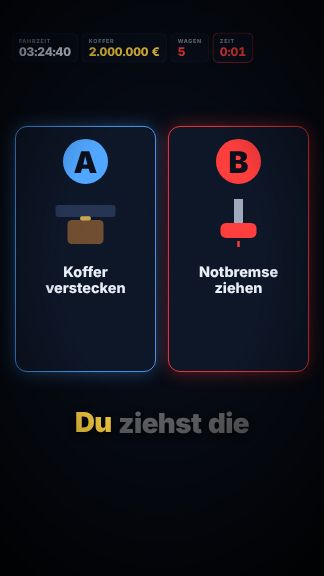 FAHRZEIT KOFFER WAGEN ZEIT
03:24:40 2.000.000 € 5 0:01
A B
Koffer
verstecken
Notbremse
ziehen
Du ziehst die